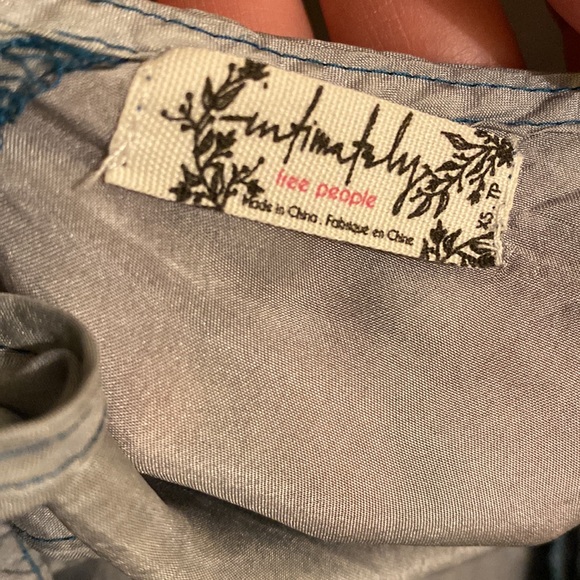 intimately
free people
Made in China . Fabriqué en Chine
XS . TP